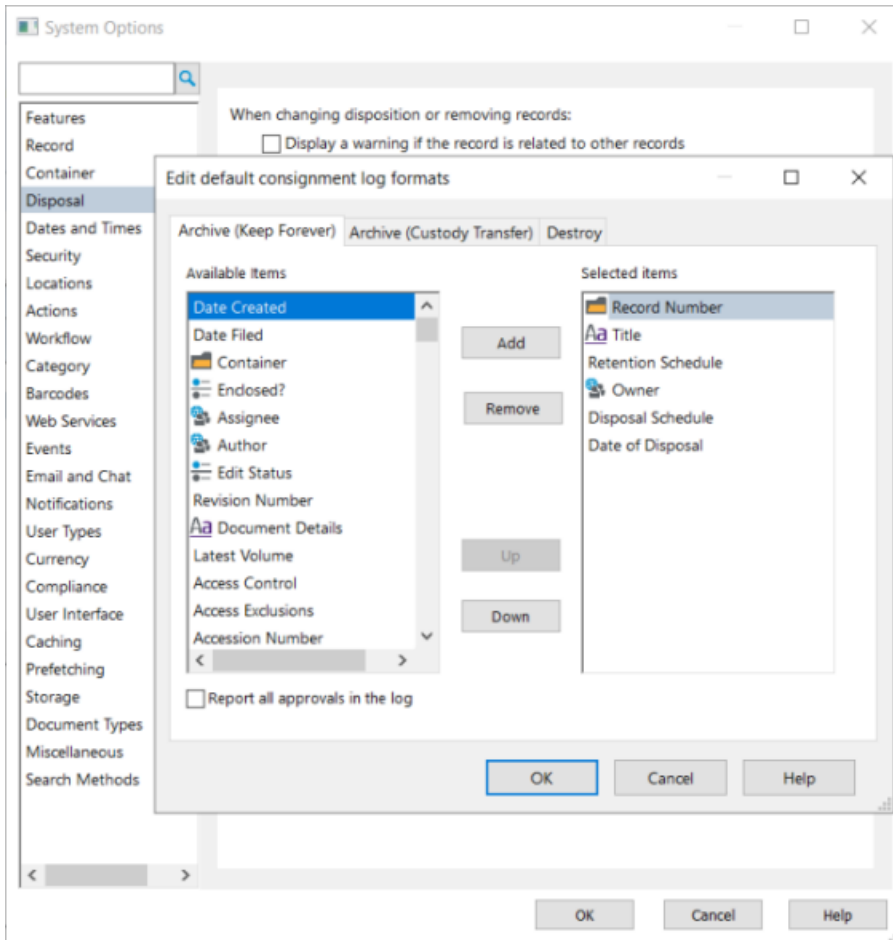 System Options
Features
Record
Container
Disposal
Dates and Times
Security
Locations
Actions
Workflow
Category
Barcodes
Web Services
Events
Email and Chat
Notifications
User Types
Currency
Compliance
User Interface
Caching
Prefetching
Storage
Document Types
Miscellaneous
Search Methods
When changing disposition or removing records:
Display a warning if the record is related to other records
Edit default consignment log formats
Archive (Keep Forever)
Archive (Custody Transfer)
Destroy
Available Items
Date Created
Date Filed
Container
Endosed?
Assignee
Author
Edit Status
Revision Number
Aa Document Details
Latest Volume
Access Control
Access Exclusions
Accession Number
Add
Remove
Up
Down
Selected items
Record Number
Aa Title
Retention Schedule
Owner
Disposal Schedule
Date of Disposal
Report all approvals in the log
OK
Cancel
Help
OK
Cancel
Help